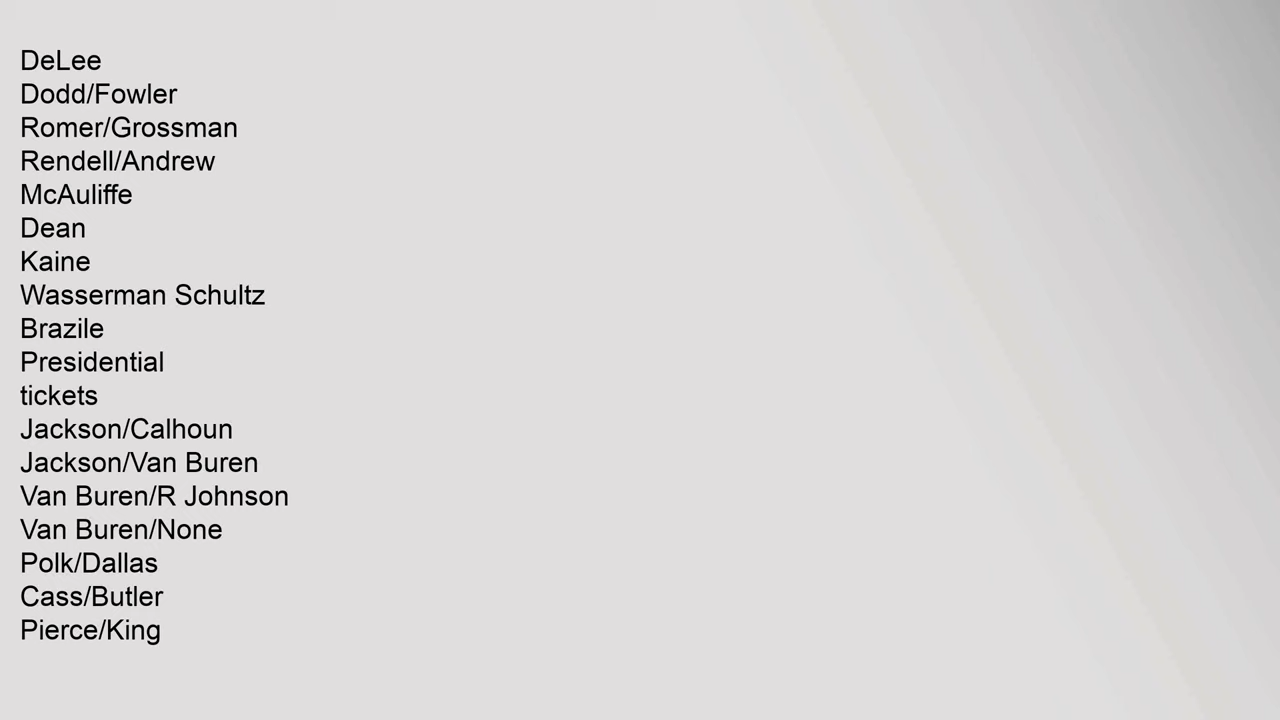 DeLee
Dodd/Fowler
Romer/Grossman
Rendell/Andrew
McAuliffe
Dean
Kaine
Wasserman Schultz
Brazile
Presidential
tickets
Jackson/Calhoun
Jackson/Van Buren
Van Buren/R Johnson
Van Buren/None
Polk/Dallas
Cass/Butler
Pierce/King